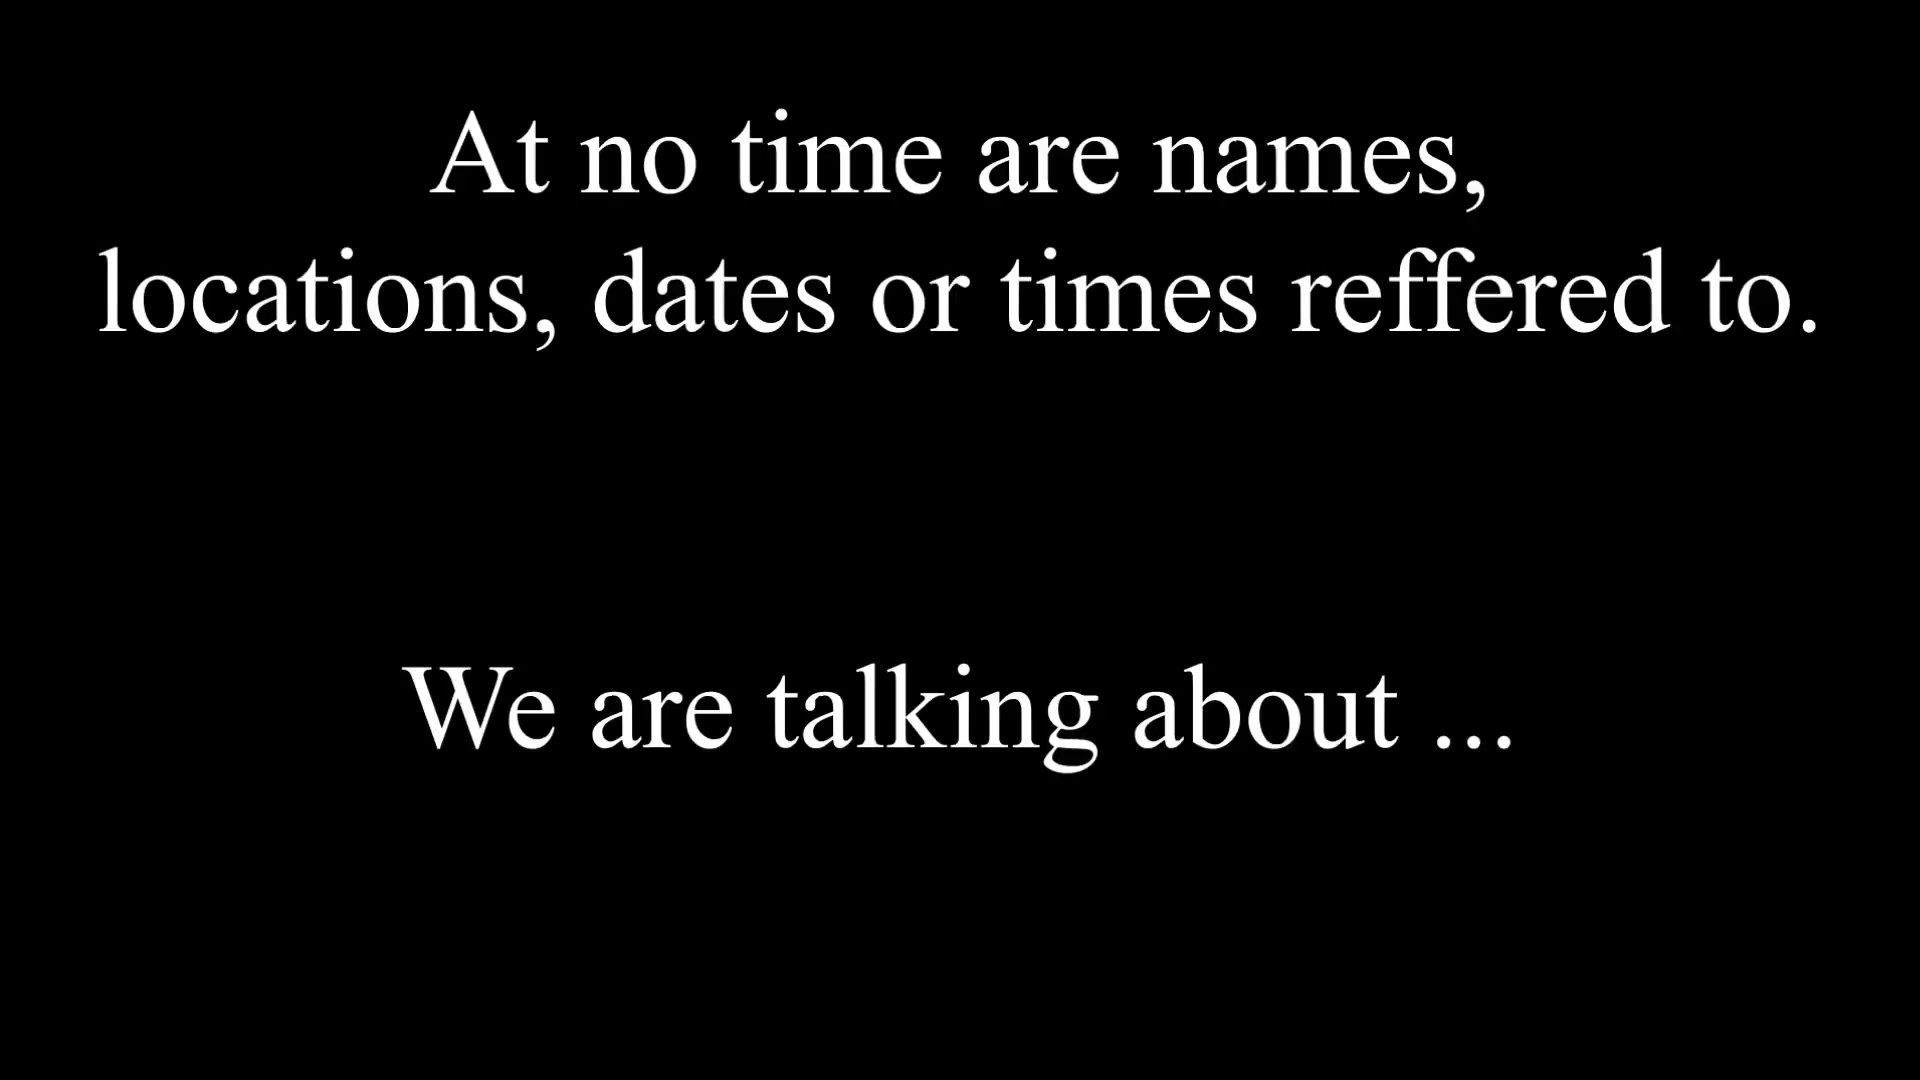 At no time are names,
locations, dates or times reffered to.
We are talking about ...